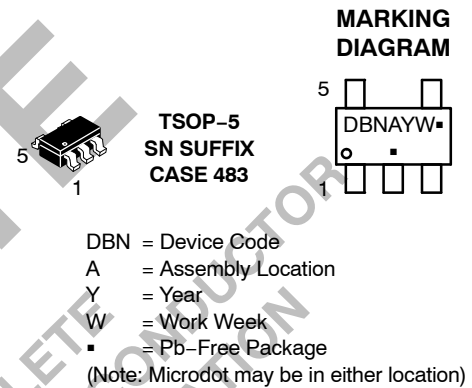 MARKING
DIAGRAM
5
DBNAYW▪
▪
1
TSOP−5
SN SUFFIX
CASE 483
5
1
DBN = Device Code
A = Assembly Location
Y = Year
W = Work Week
▪ = Pb−Free Package
(Note: Microdot may be in either location)